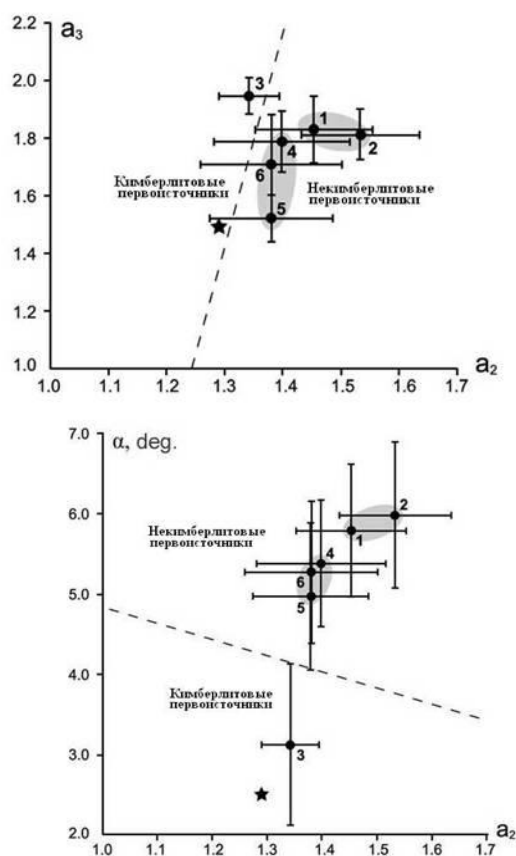 a3
2.2
2.0
1.8
1.6
1.4
1.2
1.0
3
1
4
2
6
5
Кимберлитовые
первоисточники
Некимберлитовые
первоисточники
1.0 1.1 1.2 1.3 1.4 1.5 1.6 1.7
a2
α, deg.
7.0
6.0
5.0
4.0
3.0
2.0
Некимберлитовые
первоисточники
2
1
4
6
5
Кимберлитовые
первоисточники
3
1.3 1.4 1.5 1.6 1.7
1.0 1.1 1.2
a2